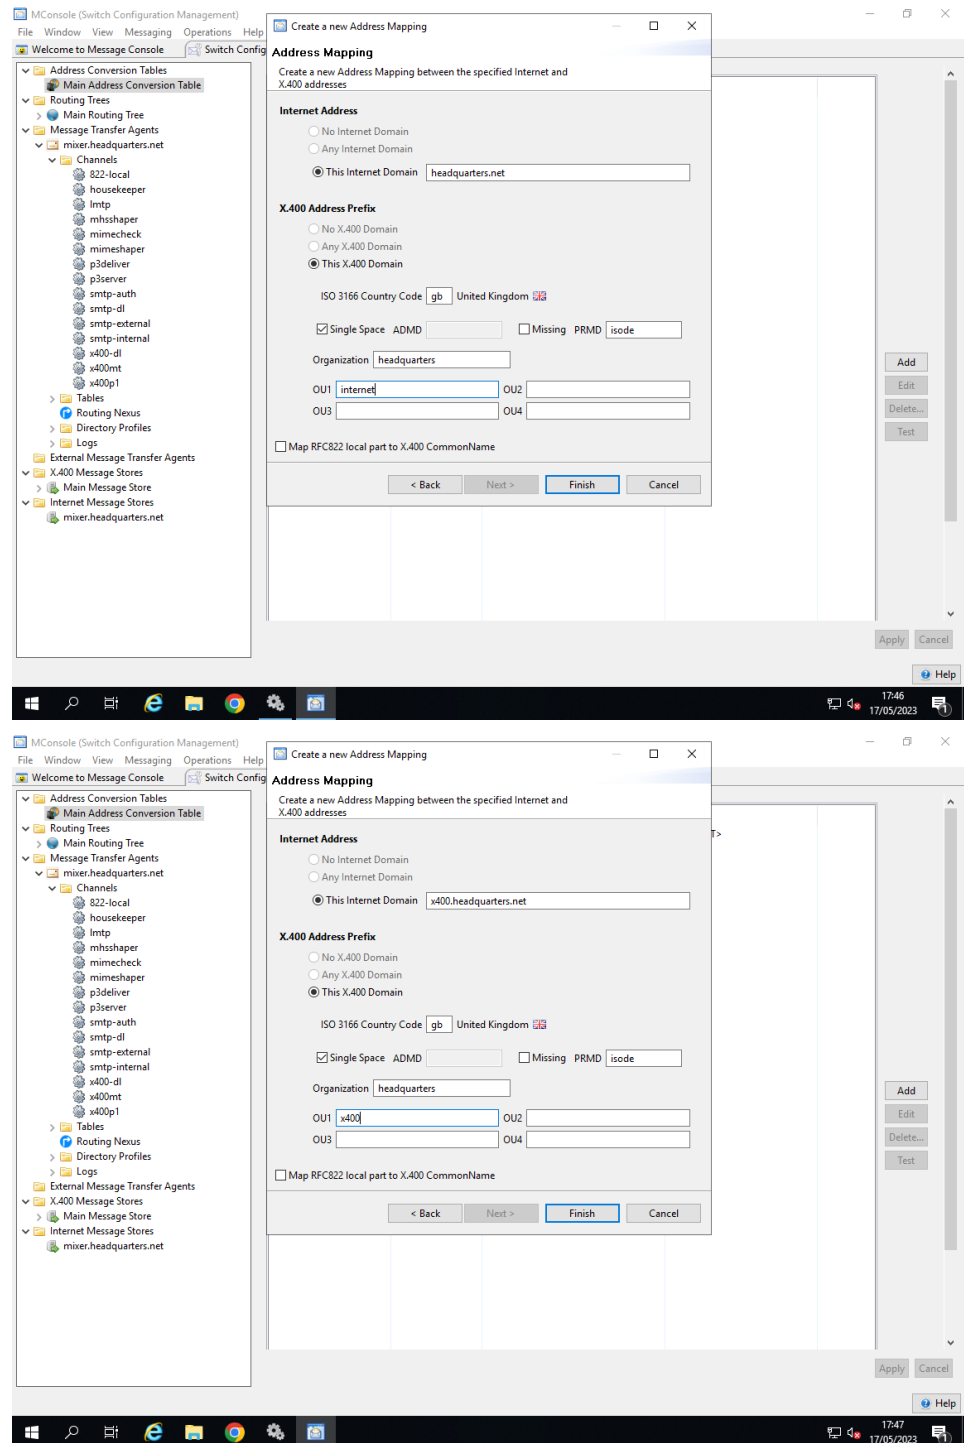 MConsole (Switch Configuration Management)
File Window View Messaging Operations Help
Welcome to Message Console
Switch Config
Address Conversion Tables
Main Address Conversion Table
Routing Trees
Main Routing Tree
Message Transfer Agents
mixer.headquarters.net
Channels
822-local
housekeeper
lmtp
mhsshaper
mimecheck
mimeshaper
p3deliver
p3server
smtp-auth
smtp-dl
smtp-external
smtp-internal
x400-dl
x400mt
x400p1
Tables
Routing Nexus
Directory Profiles
Logs
External Message Transfer Agents
X.400 Message Stores
Main Message Store
Internet Message Stores
mixer.headquarters.net
Create a new Address Mapping
Address Mapping
Create a new Address Mapping between the specified Internet and
X.400 addresses
Internet Address
No Internet Domain
Any Internet Domain
This Internet Domain headquarters.net
X.400 Address Prefix
No X.400 Domain
Any X.400 Domain
This X.400 Domain
ISO 3166 Country Code gb United Kingdom
Single Space ADMD Missing PRMD isode
Organization headquarters
OU1 internet OU2
OU3 OU4
Map RFC822 local part to X.400 CommonName
< Back Next > Finish Cancel
Add
Edit
Delete...
Test
Apply Cancel
Help
17:46
17/05/2023
1
MConsole (Switch Configuration Management)
File Window View Messaging Operations Help
Welcome to Message Console
Switch Config
Address Conversion Tables
Main Address Conversion Table
Routing Trees
Main Routing Tree
Message Transfer Agents
mixer.headquarters.net
Channels
822-local
housekeeper
lmtp
mhsshaper
mimecheck
mimeshaper
p3deliver
p3server
smtp-auth
smtp-dl
smtp-external
smtp-internal
x400-dl
x400mt
x400p1
Tables
Routing Nexus
Directory Profiles
Logs
External Message Transfer Agents
X.400 Message Stores
Main Message Store
Internet Message Stores
mixer.headquarters.net
Create a new Address Mapping
Address Mapping
Create a new Address Mapping between the specified Internet and
X.400 addresses
T>
Internet Address
No Internet Domain
Any Internet Domain
This Internet Domain x400.headquarters.net
X.400 Address Prefix
No X.400 Domain
Any X.400 Domain
This X.400 Domain
ISO 3166 Country Code gb United Kingdom
Single Space ADMD Missing PRMD isode
Organization headquarters
OU1 x400 OU2
OU3 OU4
Map RFC822 local part to X.400 CommonName
< Back Next > Finish Cancel
Add
Edit
Delete...
Test
Apply Cancel
Help
17:47
17/05/2023